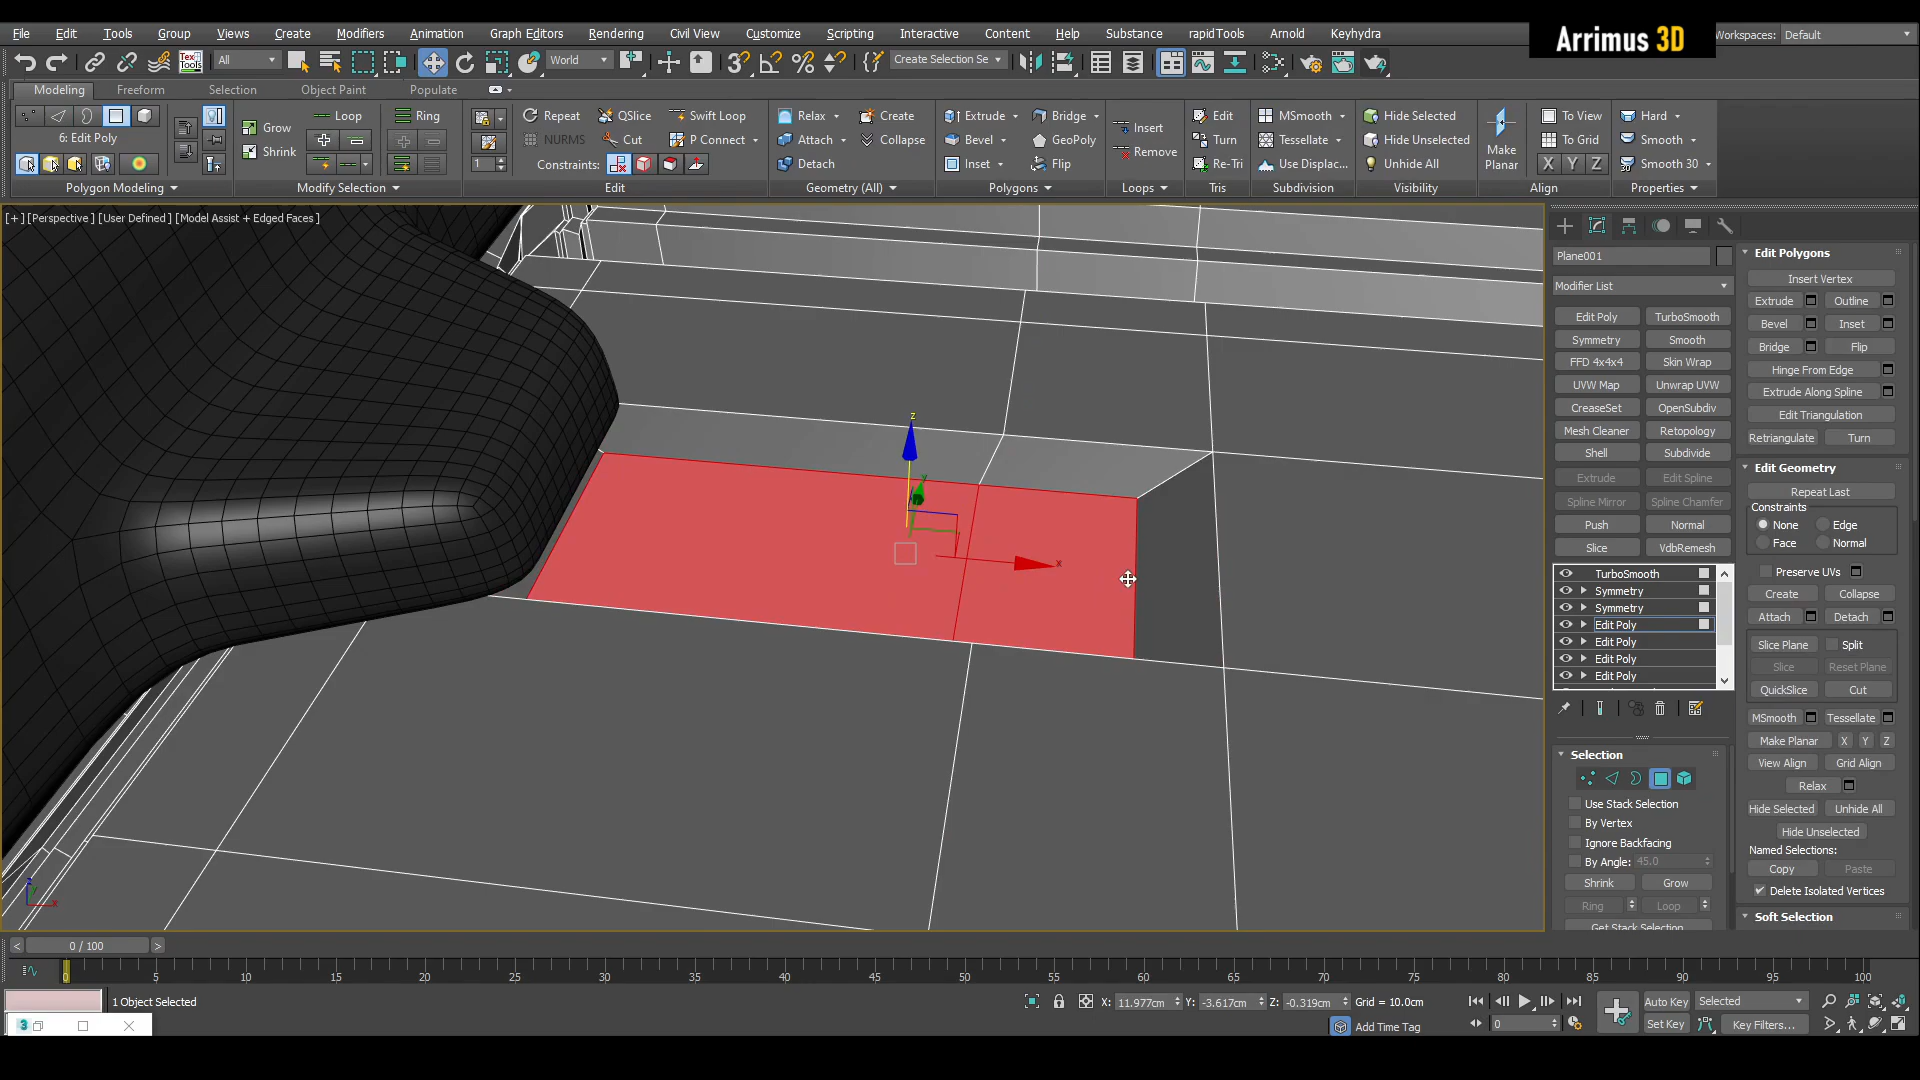 File Edit Tools Group Views Create Modifiers Animation Graph Editors Rendering Civil View Customize Scripting Interactive Content Help Substance rapidTools Arnold Keyhydra
Arrimus 3D
Workspaces: Default
Text Tools All World Create Selection Se
Modeling Freeform Selection Object Paint Populate
6: Edit Poly
Grow Shrink
Loop Ring
Repeat QSlice Swift Loop
NURMS Cut P Connect
1 Constraints:
Relax Create
Attach Collapse
Detach
Extrude Bridge
Bevel GeoPoly
Inset Flip
Insert Remove
Edit Turn Re-Tri
MSmooth Tessellate Use Displac...
Hide Selected Hide Unselected Unhide All
Make Planar To View To Grid X Y Z
Hard Smooth Smooth 30
Polygon Modeling Modify Selection Edit Geometry (All) Polygons Loops Tris Subdivision Visibility Align Properties
[+] [Perspective] [User Defined] [Model Assist + Edged Faces]
z
y
x
z
y
x
Plane001
Modifier List
Edit Poly TurboSmooth
Symmetry Smooth
FFD 4x4x4 Skin Wrap
UVW Map Unwrap UVW
CreaseSet OpenSubdiv
Mesh Cleaner Retopology
Shell Subdivide
Extrude Edit Spline
Spline Mirror Spline Chamfer
Push Normal
Slice VdbRemesh
TurboSmooth
Symmetry
Symmetry
Edit Poly
Edit Poly
Edit Poly
Edit Poly
Selection
Use Stack Selection
By Vertex
Ignore Backfacing
By Angle: 45.0
Shrink Grow
Ring Loop
Get Stack Selection
Edit Polygons
Insert Vertex
Extrude Outline
Bevel Inset
Bridge Flip
Hinge From Edge
Extrude Along Spline
Edit Triangulation
Retriangulate Turn
Edit Geometry
Repeat Last
Constraints
None Edge
Face Normal
Preserve UVs
Create Collapse
Attach Detach
Slice Plane Split
Slice Reset Plane
QuickSlice Cut
MSmooth Tessellate
Make Planar X Y Z
View Align Grid Align
Relax
Hide Selected Unhide All
Hide Unselected
Named Selections:
Copy Paste
Delete Isolated Vertices
Soft Selection
< 0 / 100 >
0 5 10 15 20 25 30 35 40 45 50 55 60 65 70 75 80 85 90 95 100
1 Object Selected
X: 11.977cm Y: -3.617cm Z: -0.319cm Grid = 10.0cm
Auto Key Selected
Add Time Tag
0
Set Key Key Filters...
3